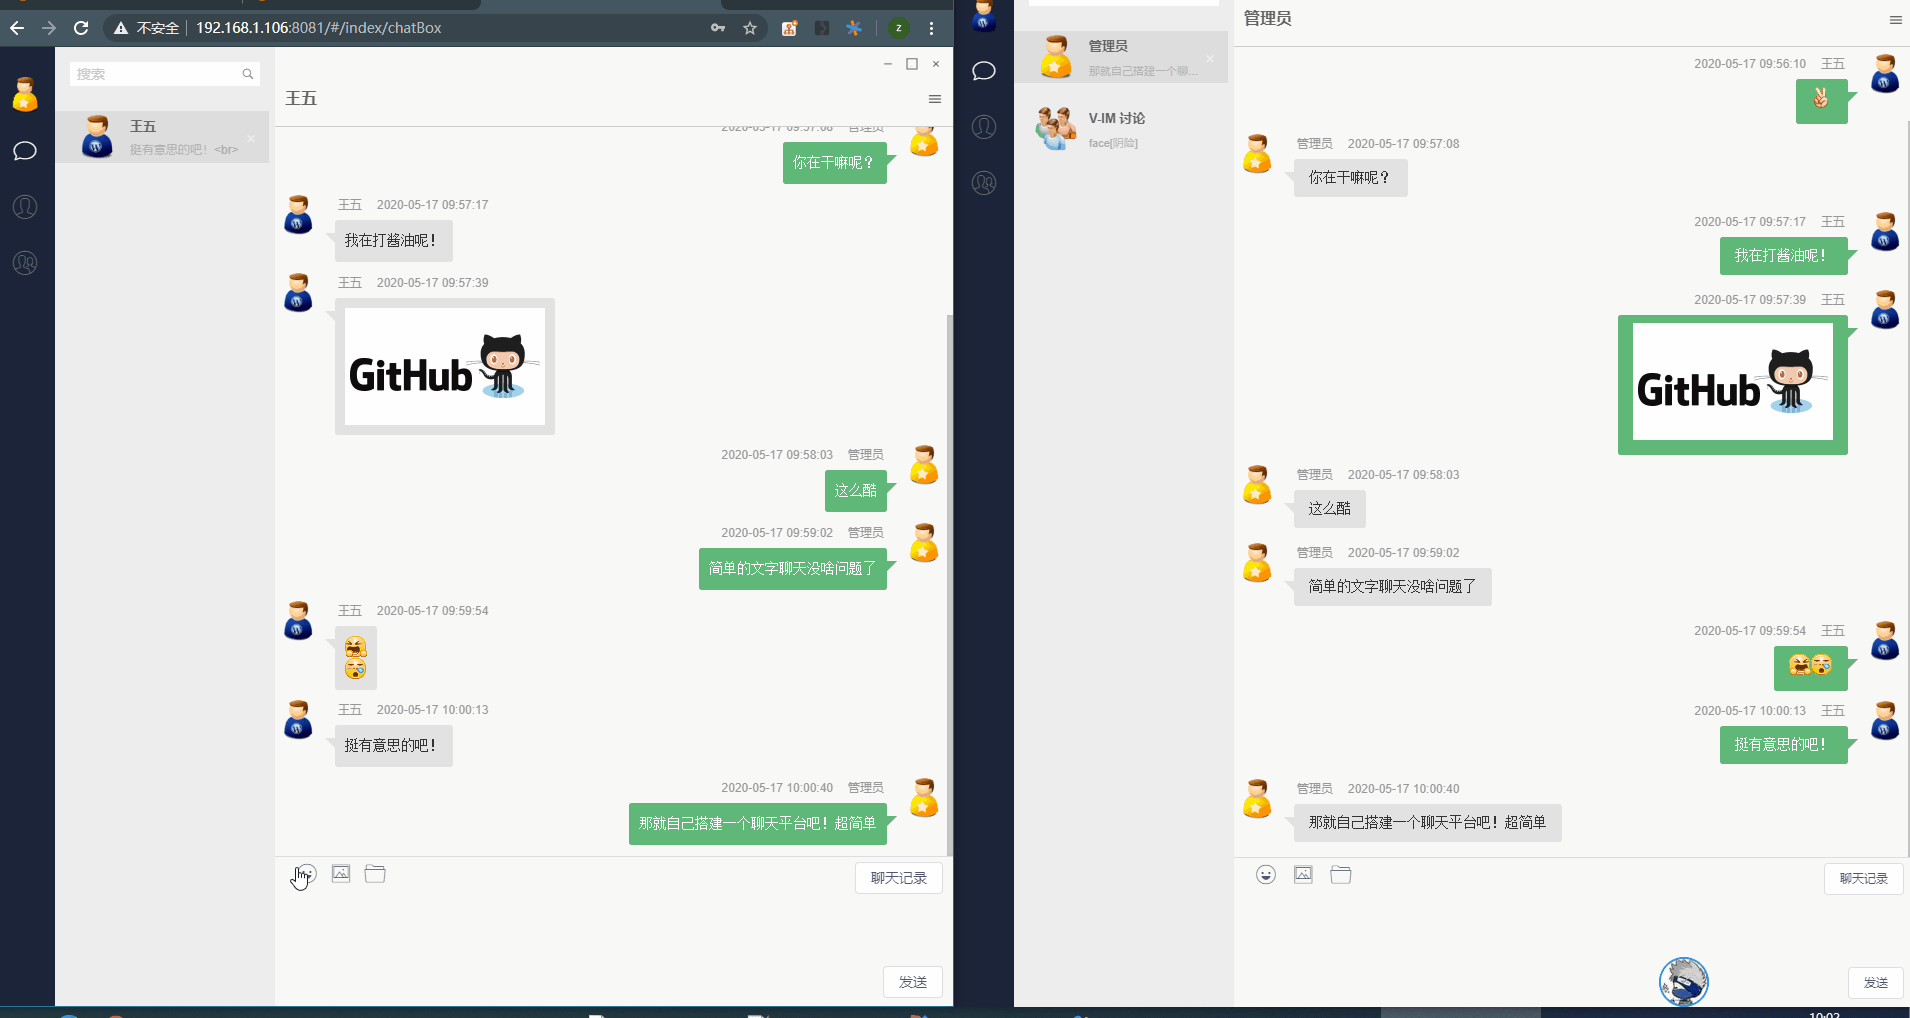 不安全 192.168.1.106:8081/#/index/chatBox
z
搜索
王五
挺有意思的吧！<br>
王五
2020-05-17 09:57:08 管理员
你在干嘛呢？
王五 2020-05-17 09:57:17
我在打酱油呢！
王五 2020-05-17 09:57:39
GitHub
2020-05-17 09:58:03 管理员
这么酷
2020-05-17 09:59:02 管理员
简单的文字聊天没啥问题了
王五 2020-05-17 09:59:54
王五 2020-05-17 10:00:13
挺有意思的吧！
2020-05-17 10:00:40 管理员
那就自己搭建一个聊天平台吧！超简单
聊天记录
发送
管理员
那就自己搭建一个聊...
V-IM 讨论
face[阴险]
管理员
2020-05-17 09:56:10 王五
管理员 2020-05-17 09:57:08
你在干嘛呢？
2020-05-17 09:57:17 王五
我在打酱油呢！
2020-05-17 09:57:39 王五
GitHub
管理员 2020-05-17 09:58:03
这么酷
管理员 2020-05-17 09:59:02
简单的文字聊天没啥问题了
2020-05-17 09:59:54 王五
2020-05-17 10:00:13 王五
挺有意思的吧！
管理员 2020-05-17 10:00:40
那就自己搭建一个聊天平台吧！超简单
聊天记录
发送
10:02